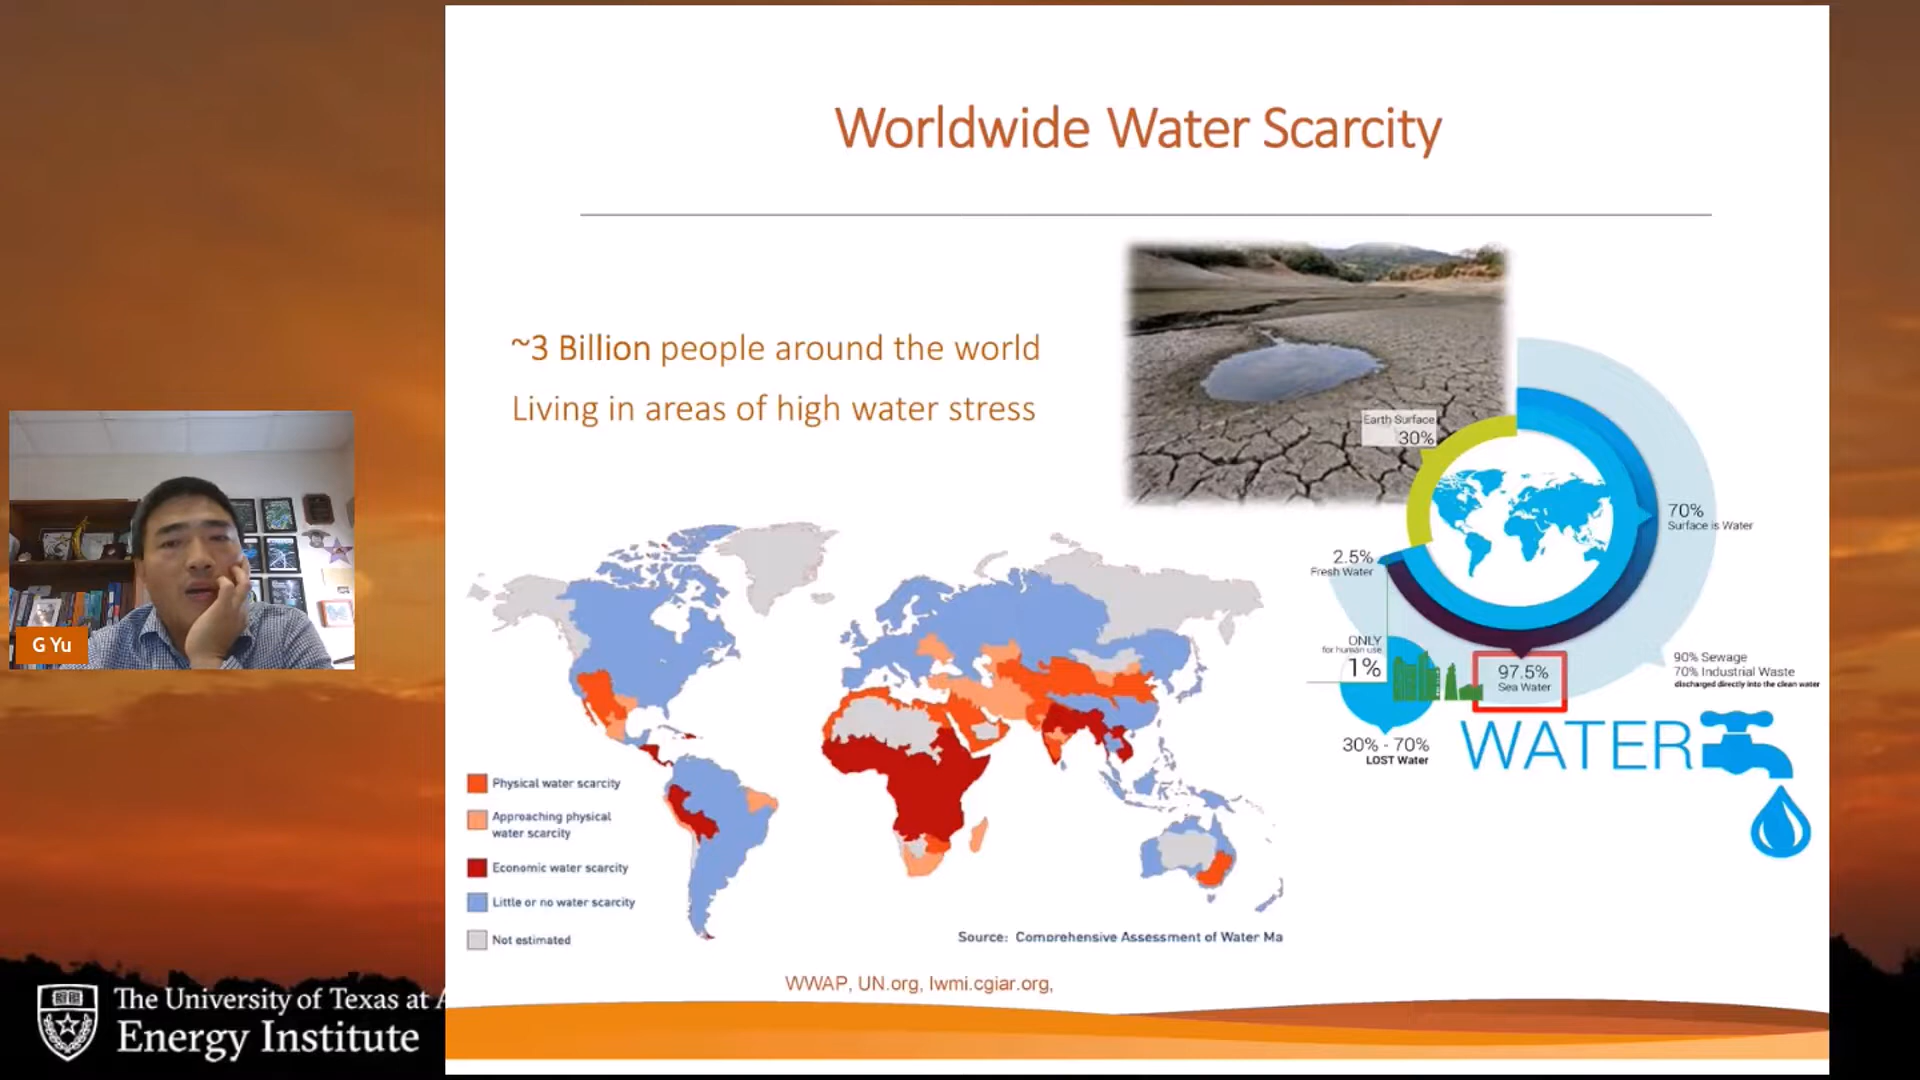 Worldwide Water Scarcity
~3 Billion people around the world
Living in areas of high water stress
Earth Surface
30%
70%
Surface is Water
2.5%
Fresh Water
ONLY
for human use
1%
97.5%
Sea Water
90% Sewage
70% Industrial Waste
discharged directly into the clean water
30% - 70%
LOST Water
WATER
Physical water scarcity
Approaching physical
water scarcity
Economic water scarcity
Little or no water scarcity
Not estimated
Source: Comprehensive Assessment of Water Ma
WWAP, UN.org, Iwmi.cgiar.org,
G Yu
The University of Texas at A
Energy Institute